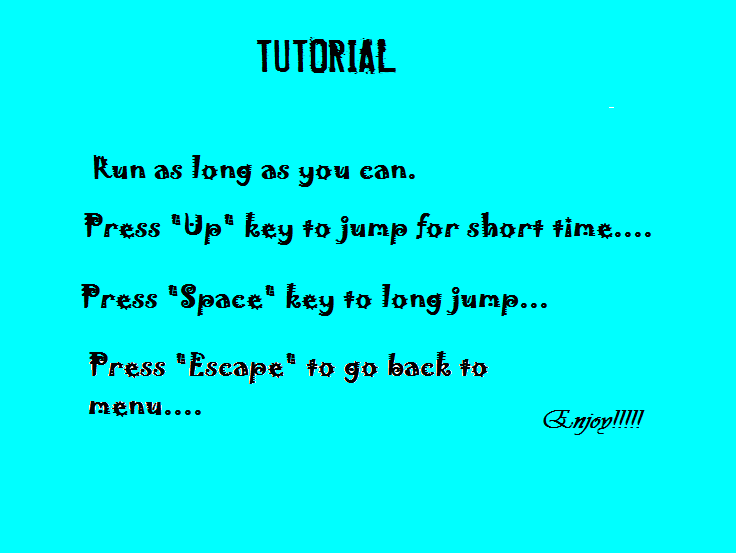 TUTORIAL
Run as long as you can.
Press "Up" key to jump for short time....
Press "Space" key to long jump...
Press "Escape" to go back to
menu....
Enjoy!!!!!